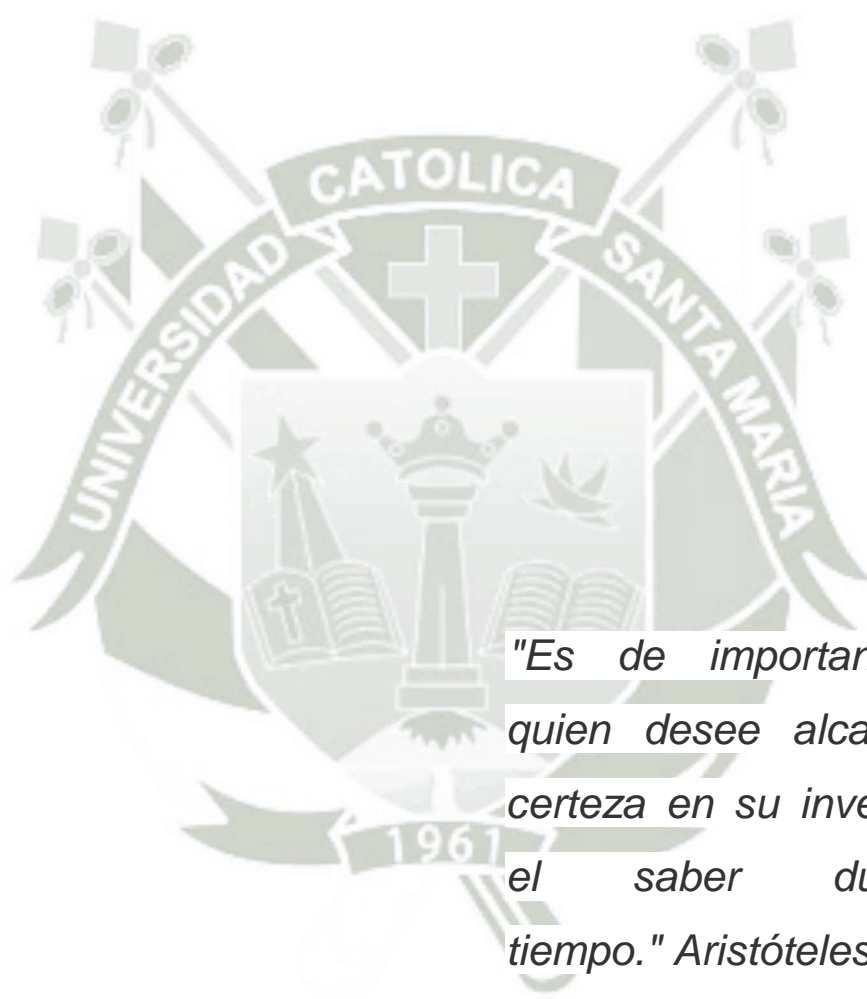 UNIVERSIDAD
CATOLICA
SANTA MARIA
"Es de importan
quien desee alca
certeza en su inve
el saber du
tiempo." Aristóteles
1961